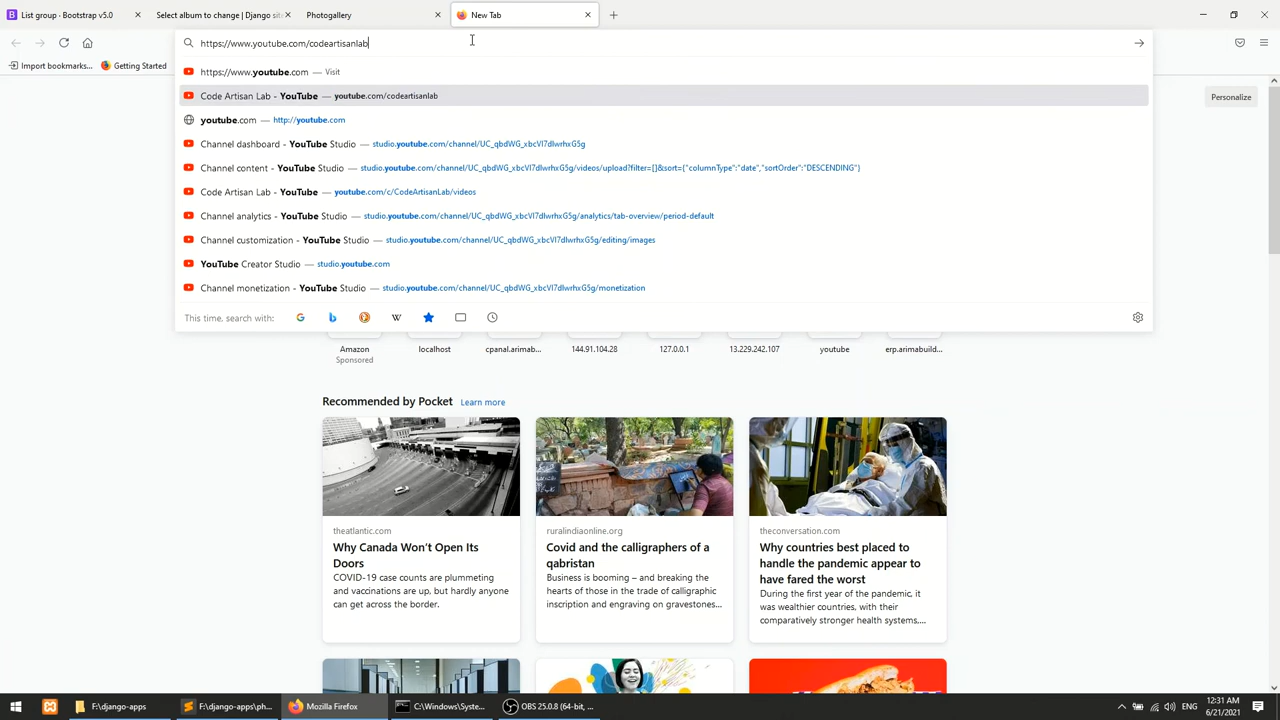 List group - Bootstrap v5.0
Select album to change | Django sit
Photogallery
New Tab
https://www.youtube.com/codeartisanlab
Import bookmarks...
Getting Started
https://www.youtube.com — Visit
Code Artisan Lab - YouTube — youtube.com/codeartisanlab
Personalize
youtube.com — http://youtube.com
Channel dashboard - YouTube Studio — studio.youtube.com/channel/UC_qbdWG_xbcVI7dIwrhxG5g
Channel content - YouTube Studio — studio.youtube.com/channel/UC_qbdWG_xbcVI7dIwrhxG5g/videos/upload?filter=[]&sort={"columnType":"date","sortOrder":"DESCENDING"}
Code Artisan Lab - YouTube — youtube.com/c/CodeArtisanLab/videos
Channel analytics - YouTube Studio — studio.youtube.com/channel/UC_qbdWG_xbcVI7dIwrhxG5g/analytics/tab-overview/period-default
Channel customization - YouTube Studio — studio.youtube.com/channel/UC_qbdWG_xbcVI7dIwrhxG5g/editing/images
YouTube Creator Studio — studio.youtube.com
Channel monetization - YouTube Studio — studio.youtube.com/channel/UC_qbdWG_xbcVI7dIwrhxG5g/monetization
This time, search with:
Amazon
Sponsored
localhost
cpanal.arimab...
144.91.104.28
127.0.0.1
13.229.242.107
youtube
erp.arimabuild...
Recommended by Pocket
Learn more
theatlantic.com
Why Canada Won't Open Its
Doors
COVID-19 case counts are plummeting
and vaccinations are up, but hardly anyone
can get across the border.
ruralindiaonline.org
Covid and the calligraphers of a
qabristan
Business is booming – and breaking the
hearts of those in the trade of calligraphic
inscription and engraving on gravestones...
theconversation.com
Why countries best placed to
handle the pandemic appear to
have fared the worst
During the first year of the pandemic, it
was wealthier countries, with their
comparatively stronger health systems,...
F:\django-apps
F:\django-apps\ph...
Mozilla Firefox
C:\Windows\Syste...
OBS 25.0.8 (64-bit, ...
ENG
12:31 AM
6/21/2021